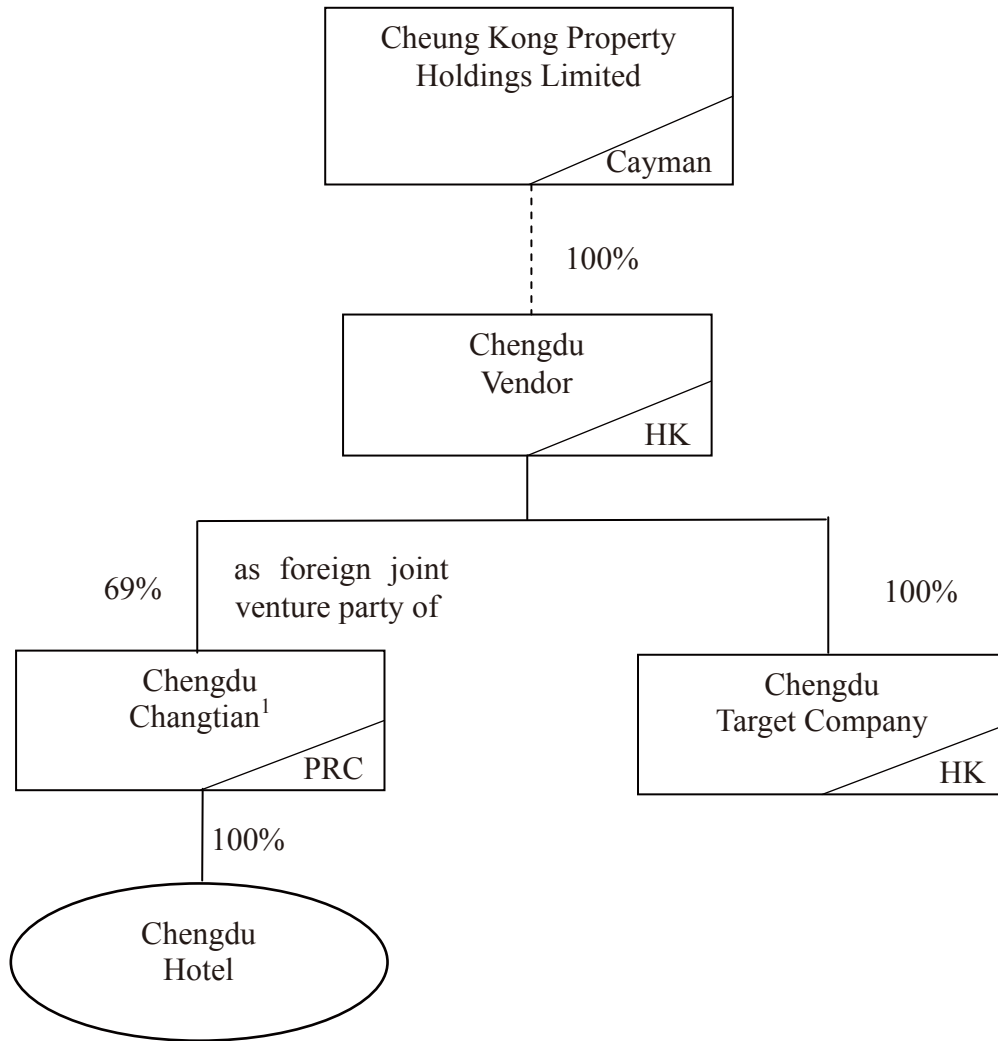 Cheung Kong Property
Holdings Limited
Cayman
100%
Chengdu
Vendor
HK
69%
as foreign joint
venture party of
100%
Chengdu
Changtian¹
PRC
Chengdu
Target Company
HK
100%
Chengdu
Hotel